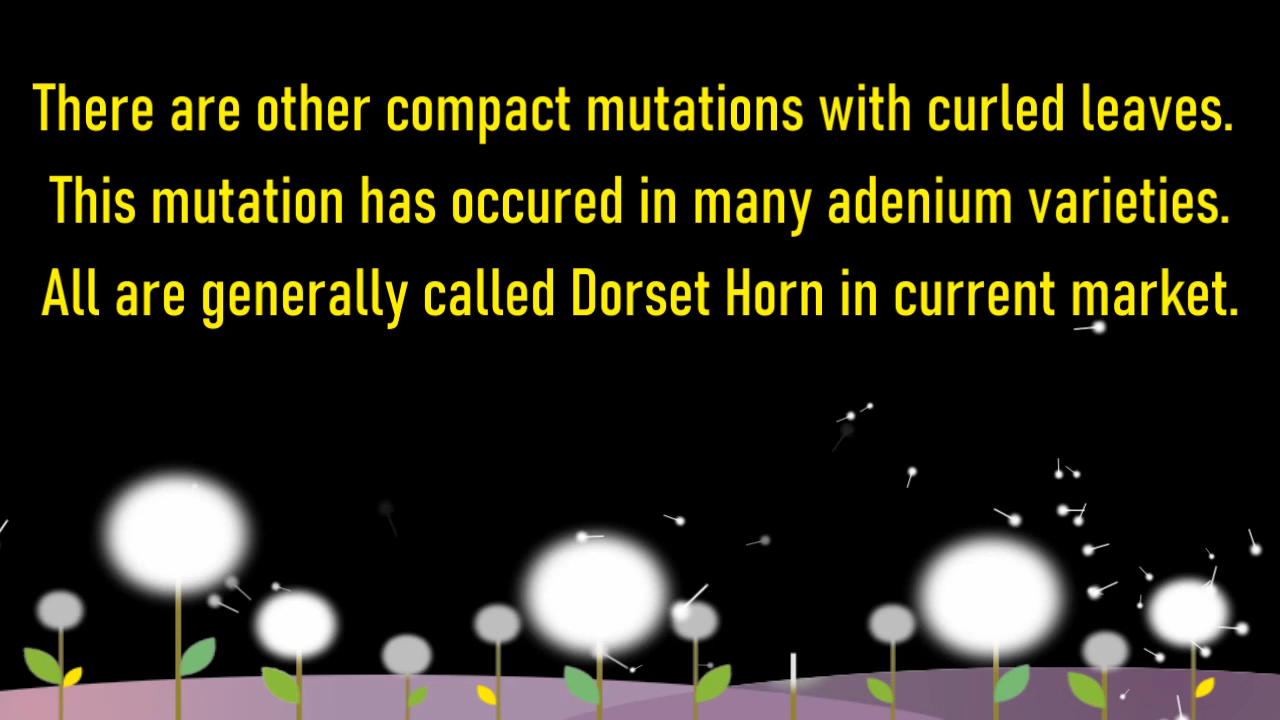 There are other compact mutations with curled leaves.
This mutation has occured in many adenium varieties.
All are generally called Dorset Horn in current market.